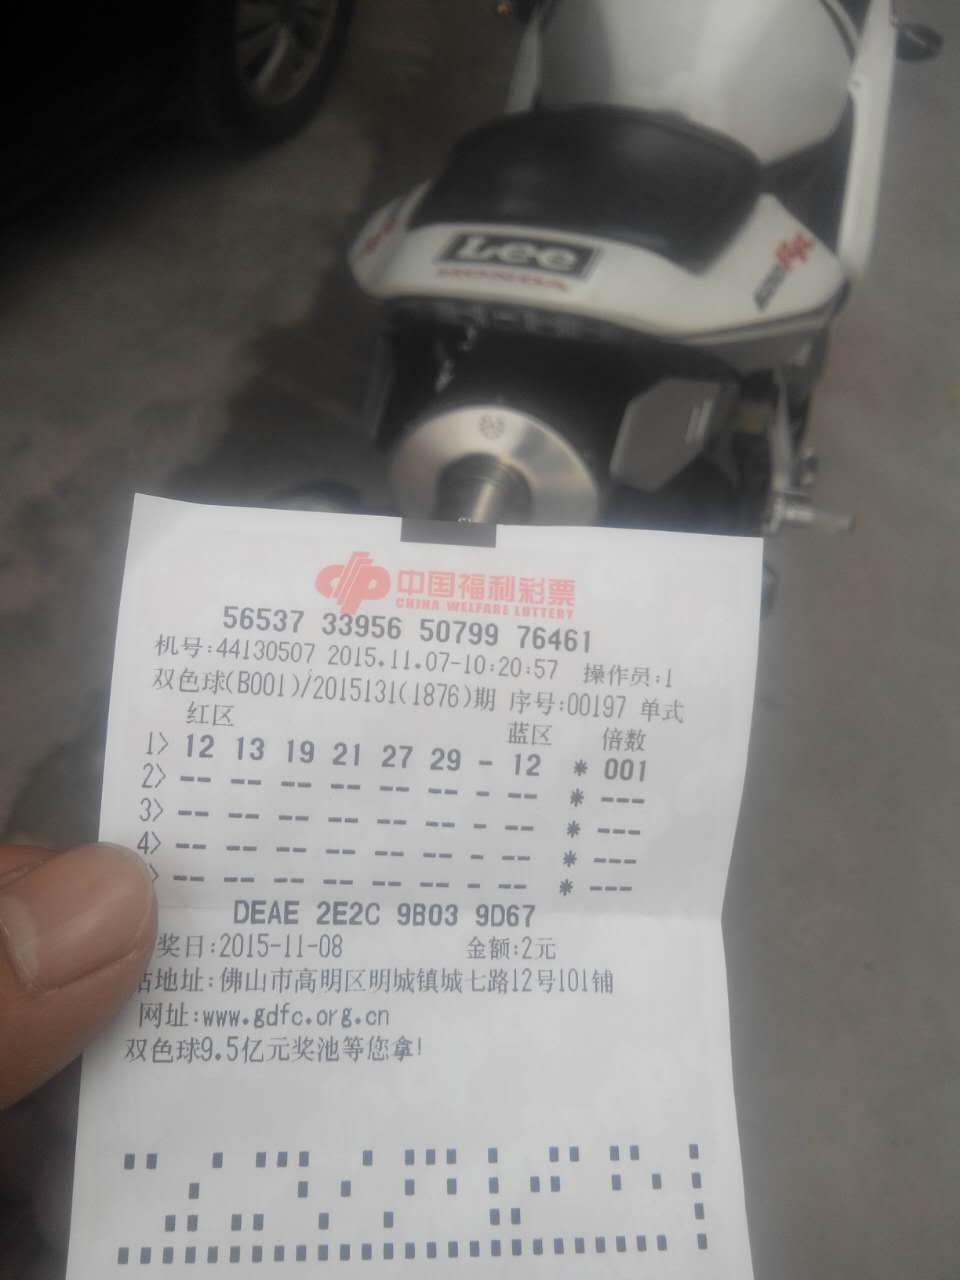 Lee
HONDA
中国福利彩票
CHINA WELFARE LOTTERY
56537 33956 50799 76461
机号:44130507 2015.11.07-10:20:57 操作员:1
双色球(B001)/2015131(1876)期 序号:00197 单式
红区 蓝区 倍数
1> 12 13 19 21 27 29 - 12 * 001
2> -- -- -- -- -- -- - -- * ---
3> -- -- -- -- -- -- - -- * ---
4> -- -- -- -- -- -- - -- * ---
> -- -- -- -- -- -- - -- * ---
DEAE 2E2C 9B03 9D67
奖日:2015-11-08 金额:2元
站地址:佛山市高明区明城镇城七路12号101铺
网址:www.gdfc.org.cn
双色球9.5亿元奖池等您拿!